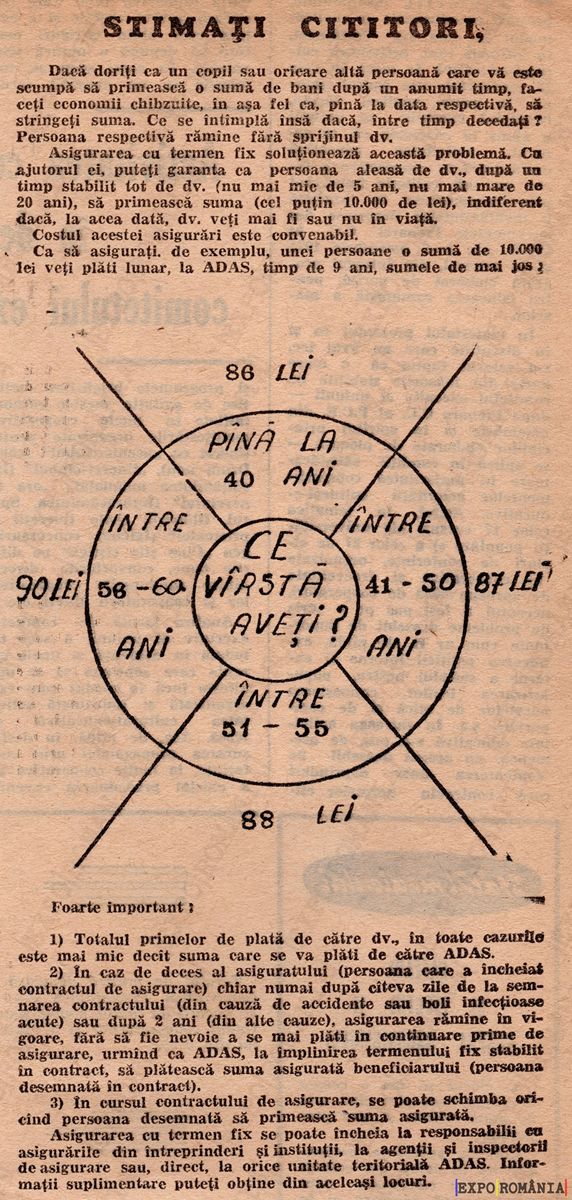 STIMAŢI CITITORI,
Dacă doriţi ca un copil sau oricare altă persoană care vă este
scumpă să primească o sumă de bani după un anumit timp, fa-
ceţi economii chibzuite, în aşa fel ca, pînă la data respectivă, să
strîngeţi suma. Ce se întîmplă însă dacă, între timp decedaţi?
Persoana respectivă rămîne fără sprijinul dv.
Asigurarea cu termen fix soluţionează această problemă. Cu
ajutorul ei, puteţi garanta ca persoana aleasă de dv., după un
timp stabilit tot de dv. (nu mai mic de 5 ani, nu mai mare de
20 ani), să primească suma (cel puţin 10.000 de lei), indiferent
dacă, la acea dată, dv. veţi mai fi sau nu în viaţă.
Costul acestei asigurări este convenabil.
Ca să asiguraţi. de exemplu, unei persoane o sumă de 10.000
lei veţi plăti lunar, la ADAS, timp de 9 ani, sumele de mai jos:
86 LEI
PÎNĂ LA
40 ANI
ÎNTRE
56-60
ANI
90 LEI
CE
VÎRSTĂ
AVEŢI?
ÎNTRE
41-50
ANI
87 LEI
ÎNTRE
51-55
88 LEI
Foarte important:
1) Totalul primelor de plată de către dv., în toate cazurile
este mai mic decît suma care se va plăti de către ADAS.
2) În caz de deces al asiguratului (persoana care a încheiat
contractul de asigurare) chiar numai după cîteva zile de la sem-
narea contractului (din cauză de accidente sau boli infecţioase
acute) sau după 2 ani (din alte cauze), asigurarea rămîne în vi-
goare, fără să fie nevoie a se mai plăti în continuare prime de
asigurare, urmînd ca ADAS, la împlinirea termenului fix stabilit
în contract, să plătească suma asigurată beneficiarului (persoana
desemnată în contract).
3) În cursul contractului de asigurare, se poate schimba ori-
cînd persoana desemnată să primească suma asigurată.
Asigurarea cu termen fix se poate încheia la responsabilii cu
asigurările din întreprinderi şi instituţii, la agenţii şi inspectorii
de asigurare sau, direct, la orice unitate teritorială ADAS. Infor-
maţii suplimentare puteţi obţine din aceleaşi locuri.
EXPO ROMÂNIA